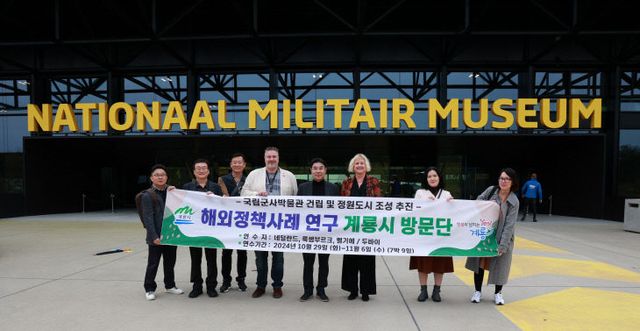 NATIONAAL MILITAIR MUSEUM
- 국립군사박물관 건립 및 정원도시 조성 추진 -
해외정책사례 연구 계룡시 방문단
• 연 수 지 : 네덜란드, 룩셈부르크, 벨기에 / 두바이
• 연수기간 : 2024년 10월 29일 (화)~11월 6일 (수) (7박 9일)
계룡시
계룡